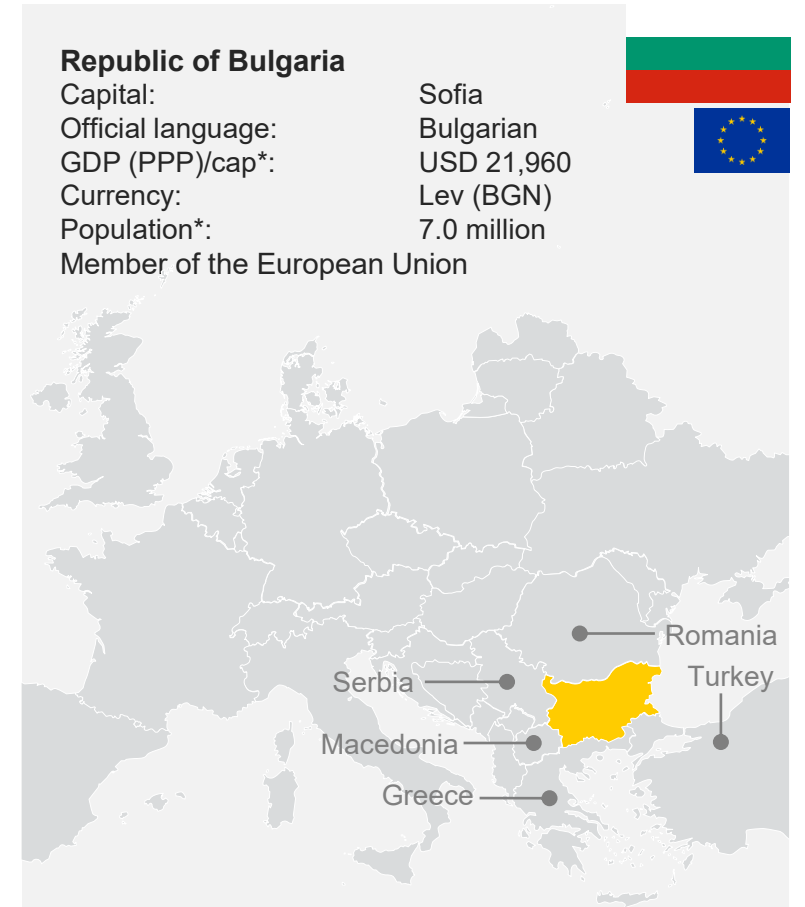 Republic of Bulgaria
Capital: Sofia
Official language: Bulgarian
GDP (PPP)/cap*: USD 21,960
Currency: Lev (BGN)
Population*: 7.0 million
Member of the European Union
Romania
Turkey
Serbia
Macedonia
Greece